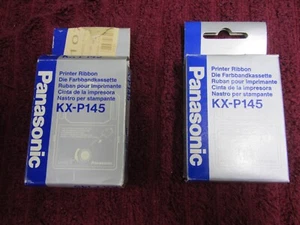 Panasonic
Printer Ribbon
Die Farbbandkassette
Ruban pour imprimante
Cinta de la impresora
Nastro per stampante
KX-P145
Panasonic
Printer Ribbon
Die Farbbandkassette
Ruban pour imprimante
Cinta de la impresora
Nastro per stampante
KX-P145